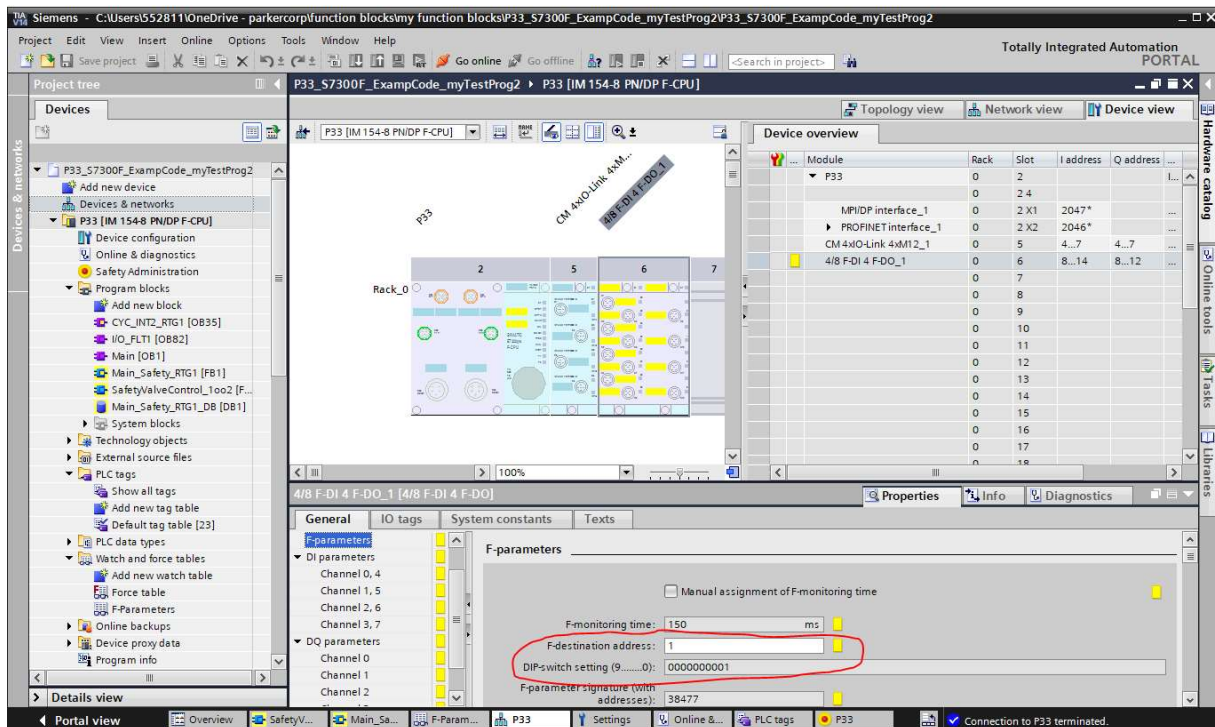 Siemens - C:\Users\552811\OneDrive - parkercorp\function blocks\my function blocks\P33_S7300F_ExampCode_myTestProg2\P33_S7300F_ExampCode_myTestProg2
Project Edit View Insert Online Options Tools Window Help
Totally Integrated Automation
PORTAL
Save project Go online Go offline <Search in project>
Project tree
P33_S7300F_ExampCode_myTestProg2 P33 [IM 154-8 PN/DP F-CPU]
Devices
Topology view Network view Device view
P33 [IM 154-8 PN/DP F-CPU]
Device overview
Devices & networks
P33_S7300F_ExampCode_myTestProg2
Add new device
Devices & networks
P33 [IM 154-8 PN/DP F-CPU]
Device configuration
Online & diagnostics
Safety Administration
Program blocks
Add new block
CYC_INT2_RTG1 [OB35]
I/O_FLT1 [OB82]
Main [OB1]
Main_Safety_RTG1 [FB1]
SafetyValveControl_1oo2 [F...
Main_Safety_RTG1_DB [DB1]
System blocks
Technology objects
External source files
PLC tags
Show all tags
Add new tag table
Default tag table [23]
PLC data types
Watch and force tables
Add new watch table
Force table
F-Parameters
Online backups
Device proxy data
Program info
Details view
P33
CM 4xIO-Link 4xM...
4/8 F-DI 4 F-DO_1
2 5 6 7
Rack_0
100%
Module Rack Slot I address Q address ...
P33 0 2 I...
0 2 4
MPI/DP interface_1 0 2 X1 2047* ...
PROFINET interface_1 0 2 X2 2046* ...
CM 4xIO-Link 4xM12_1 0 5 4...7 4...7 ...
4/8 F-DI 4 F-DO_1 0 6 8...14 8...12 ...
0 7
0 8
0 9
0 10
0 11
0 12
0 13
0 14
0 15
0 16
0 17
0 18
Hardware catalog
Online tools
Tasks
Libraries
4/8 F-DI 4 F-DO_1 [4/8 F-DI 4 F-DO]
Properties Info Diagnostics
General IO tags System constants Texts
F-parameters
DI parameters
Channel 0, 4
Channel 1, 5
Channel 2, 6
Channel 3, 7
DQ parameters
Channel 0
Channel 1
Channel 2
F-parameters
Manual assignment of F-monitoring time
F-monitoring time: 150 ms
F-destination address: 1
DIP-switch setting (9.......0): 0000000001
F-parameter signature (with addresses): 38477
Portal view Overview SafetyV... Main_Sa... F-Param... P33 Settings Online &... PLC tags P33 Connection to P33 terminated.